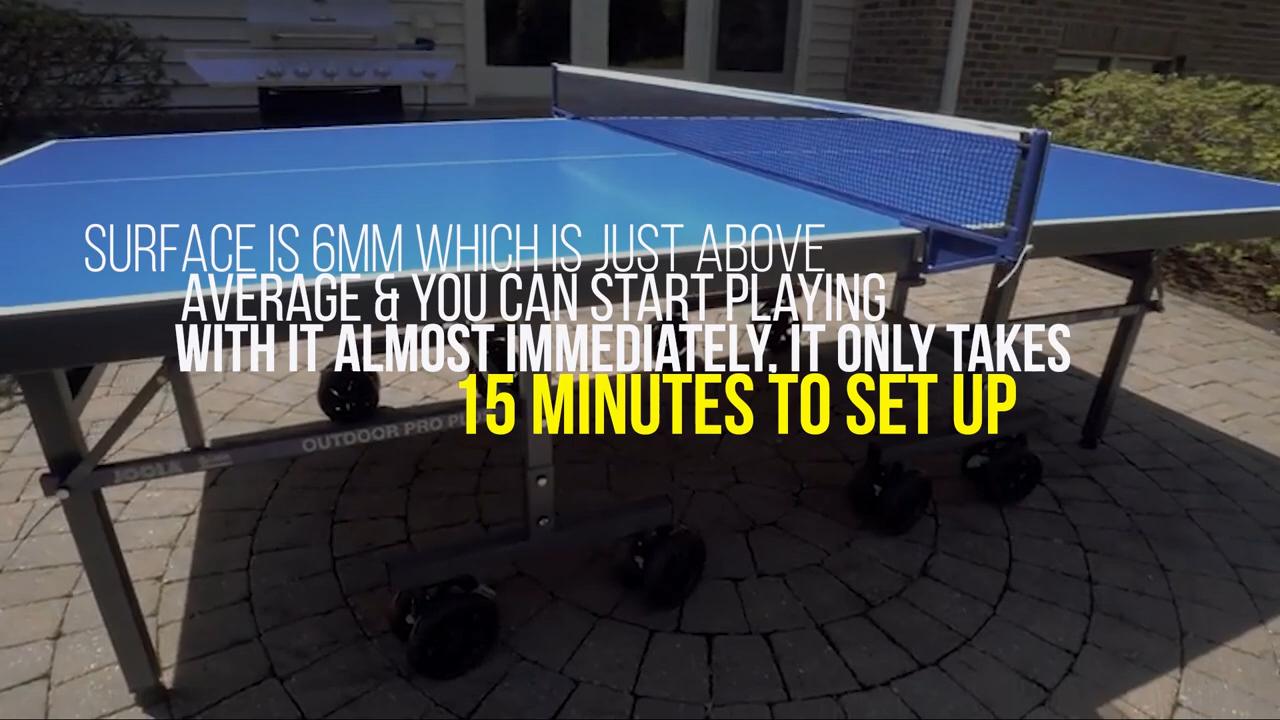 SURFACE IS 6MM WHICH IS JUST ABOVE
AVERAGE & YOU CAN START PLAYING
WITH IT ALMOST IMMEDIATELY, IT ONLY TAKES
15 MINUTES TO SET UP
OUTDOOR PRO
JOOLA